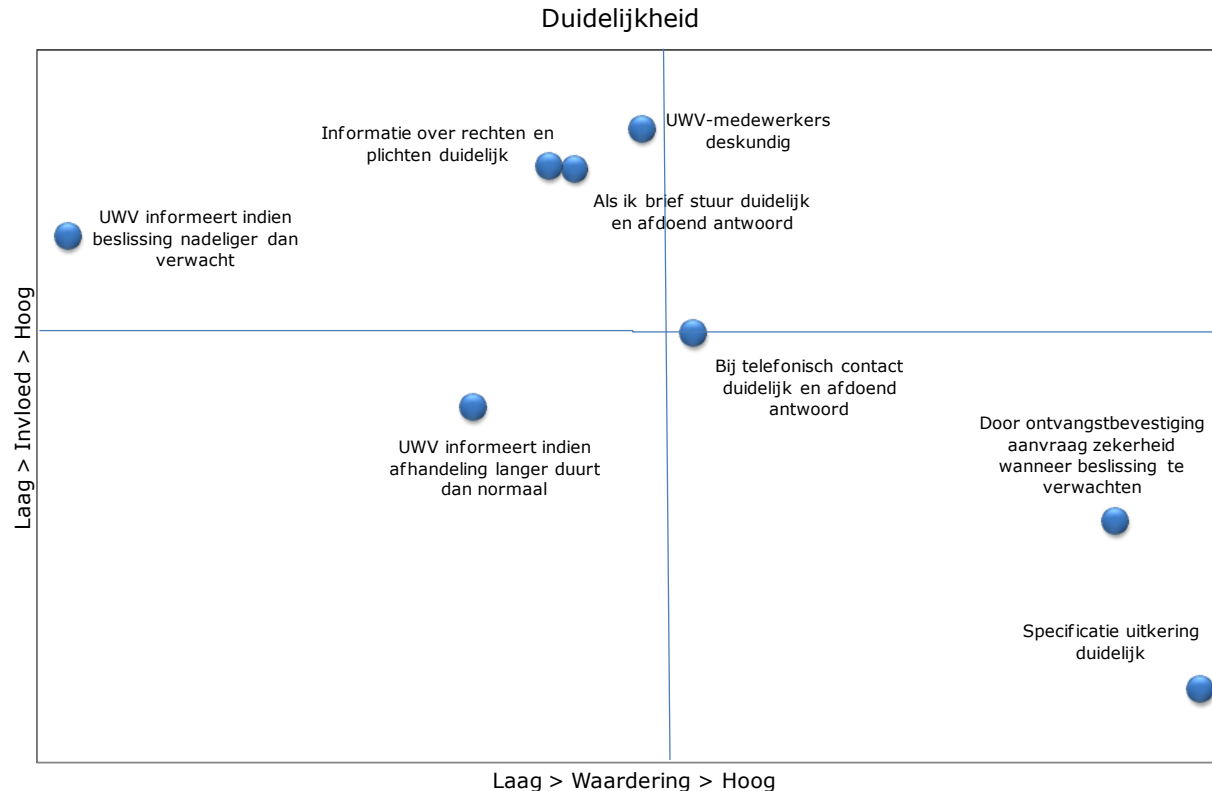 Duidelijkheid
UWV-medewerkers
deskundig
Informatie over rechten en
plichten duidelijk
Als ik brief stuur duidelijk
en afdoend antwoord
UWV informeert indien
beslissing nadeliger dan
verwacht
Bij telefonisch contact
duidelijk en afdoend
antwoord
UWV informeert indien
afhandeling langer duurt
dan normaal
Door ontvangstbevestiging
aanvraag zekerheid
wanneer beslissing te
verwachten
Specificatie uitkering
duidelijk
Laag > Invloed > Hoog
Laag > Waardering > Hoog